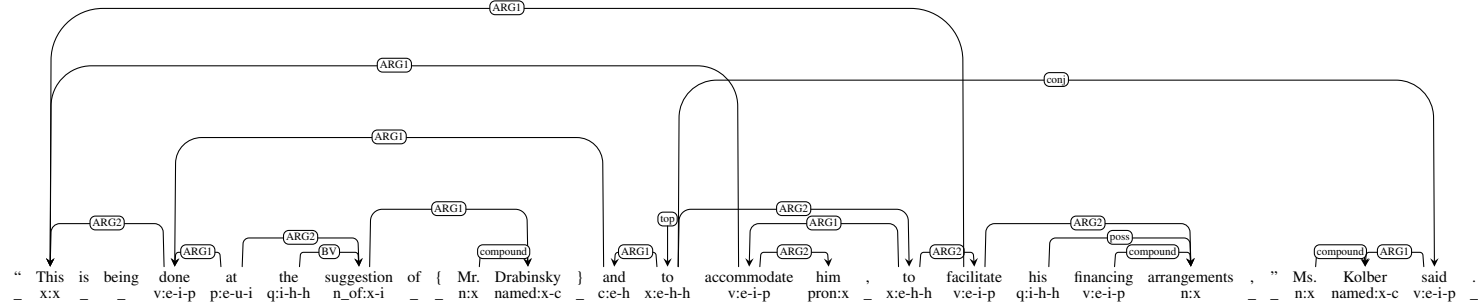 ARG1
ARG1
conj
ARG1
ARG2 ARG1 top ARG2 ARG1 ARG2
ARG1 ARG2 BV compound ARG1 ARG2 ARG2 poss compound compound ARG1
“ This is being done at the suggestion of { Mr. Drabinsky } and to accommodate him , to facilitate his financing arrangements , ” Ms. Kolber said
_ x:x _ _ v:e-i-p p:e-u-i q:i-h-h n_of:x-i _ _ n:x named:x-c _ c:e-h x:e-h-h v:e-i-p pron:x _ x:e-h-h v:e-i-p q:i-h-h v:e-i-p n:x _ _ n:x named:x-c v:e-i-p _